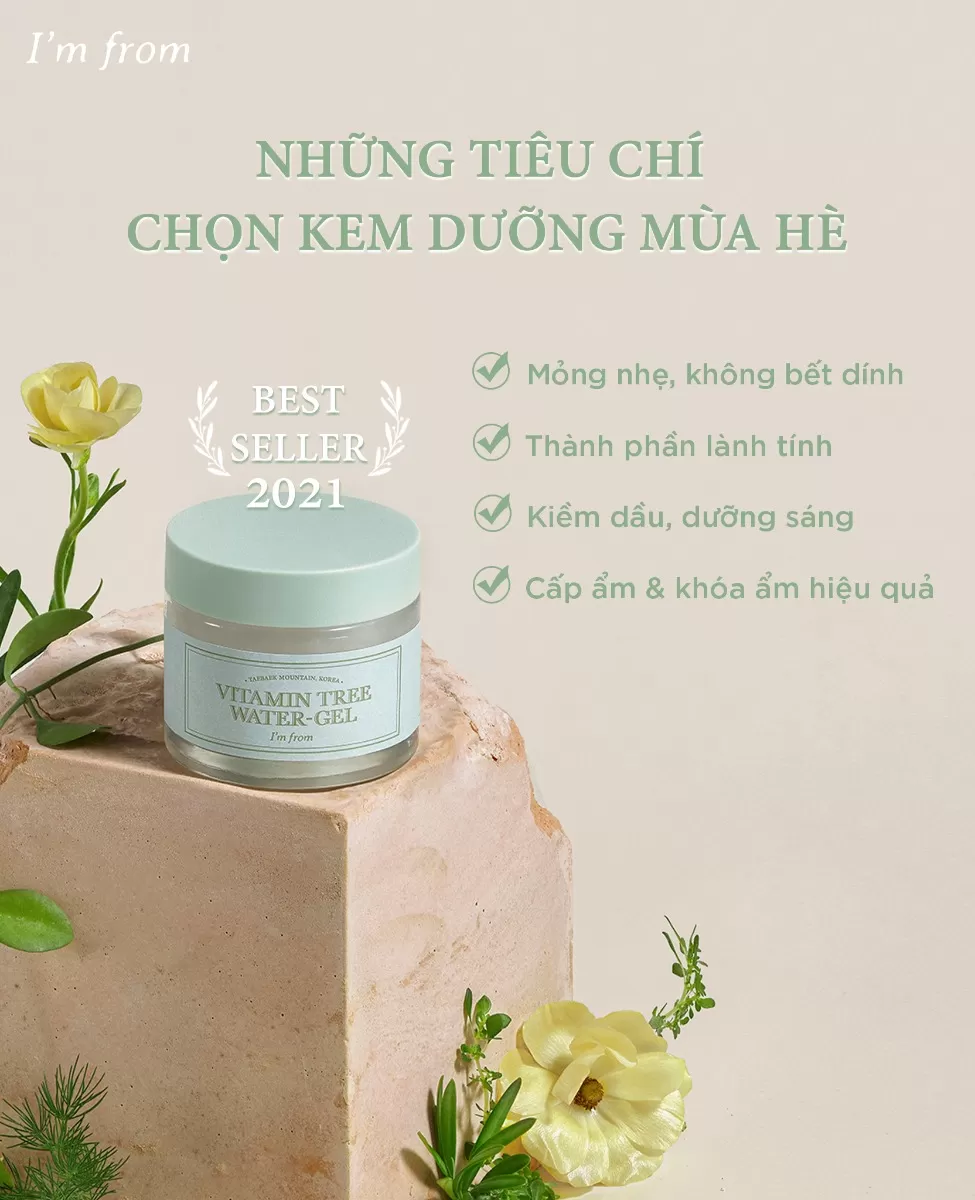 I'm from
NHỮNG TIÊU CHÍ
CHỌN KEM DƯỠNG MÙA HÈ
Mỏng nhẹ, không bết dính
Thành phần lành tính
Kiềm dầu, dưỡng sáng
Cấp ẩm & khóa ẩm hiệu quả
BEST
SELLER
2021
· TAEBAEK MOUNTAIN, KOREA ·
VITAMIN TREE
WATER-GEL
I'm from